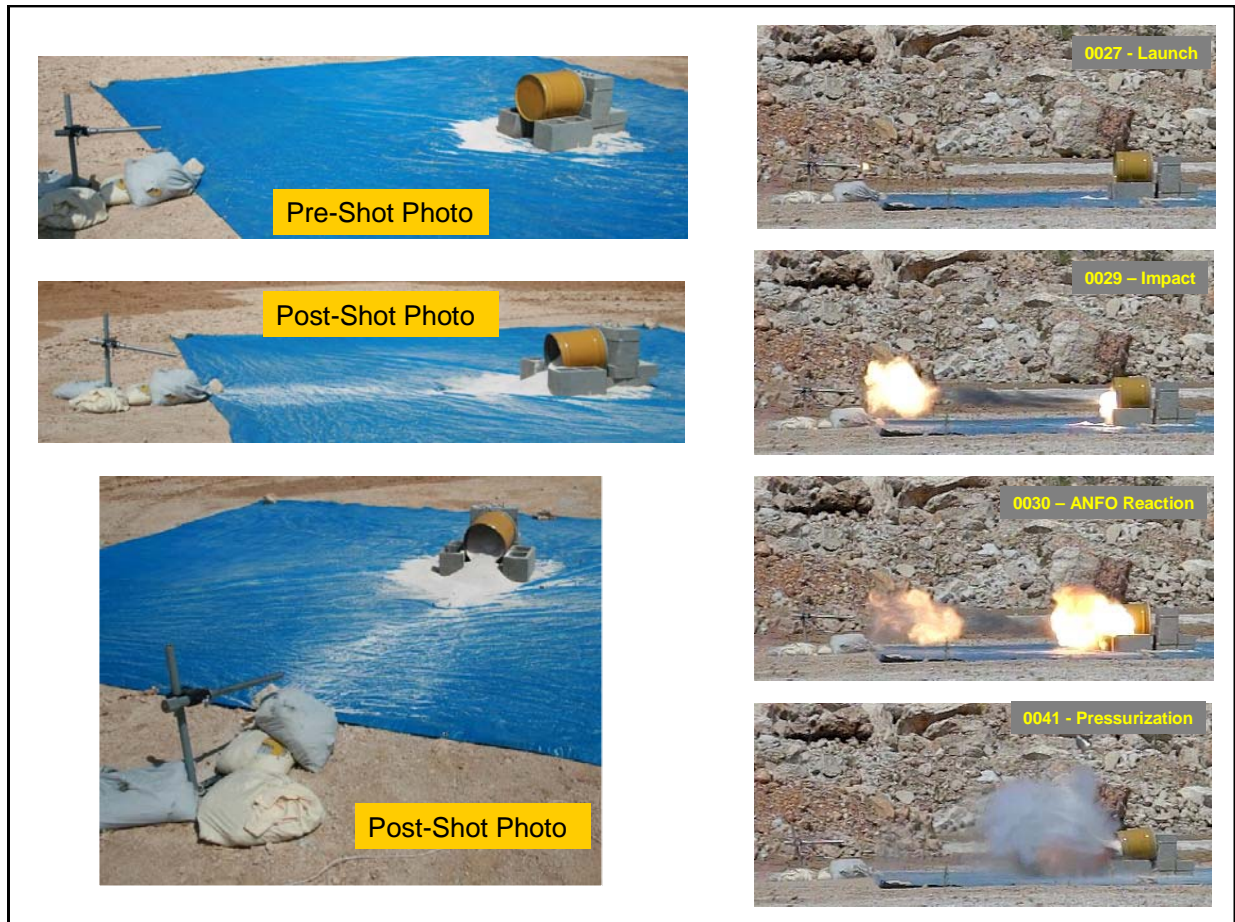 Pre-Shot Photo
Post-Shot Photo
Post-Shot Photo
0027 - Launch
0029 – Impact
0030 – ANFO Reaction
0041 - Pressurization